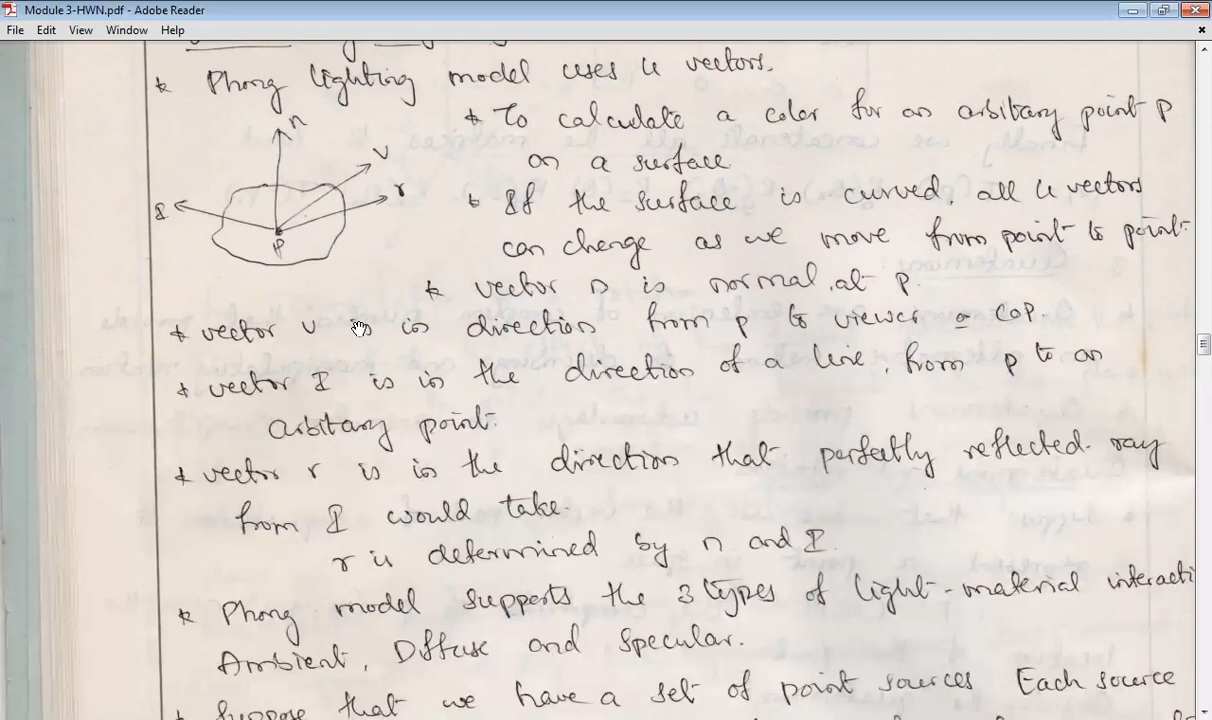 Module 3-HWN.pdf - Adobe Reader
File Edit View Window Help
* Phong lighting model uses 4 vectors.
* To calculate a color for an arbitary point P
on a surface
* If the surface is curved, all 4 vectors
can change as we move from point to point.
* vector n is normal at P.
n
v
r
I
P
* vector v is in direction from p to viewer or COP.
* vector I is in the direction of a line, from p to an
arbitary point.
* vector r is in the direction that perfectly reflected ray
from I would take.
r is determined by n and I.
* Phong model supports the 3 types of light-material interacti
Ambient, Diffuse and Specular.
* Suppose that we have a set of point sources Each source